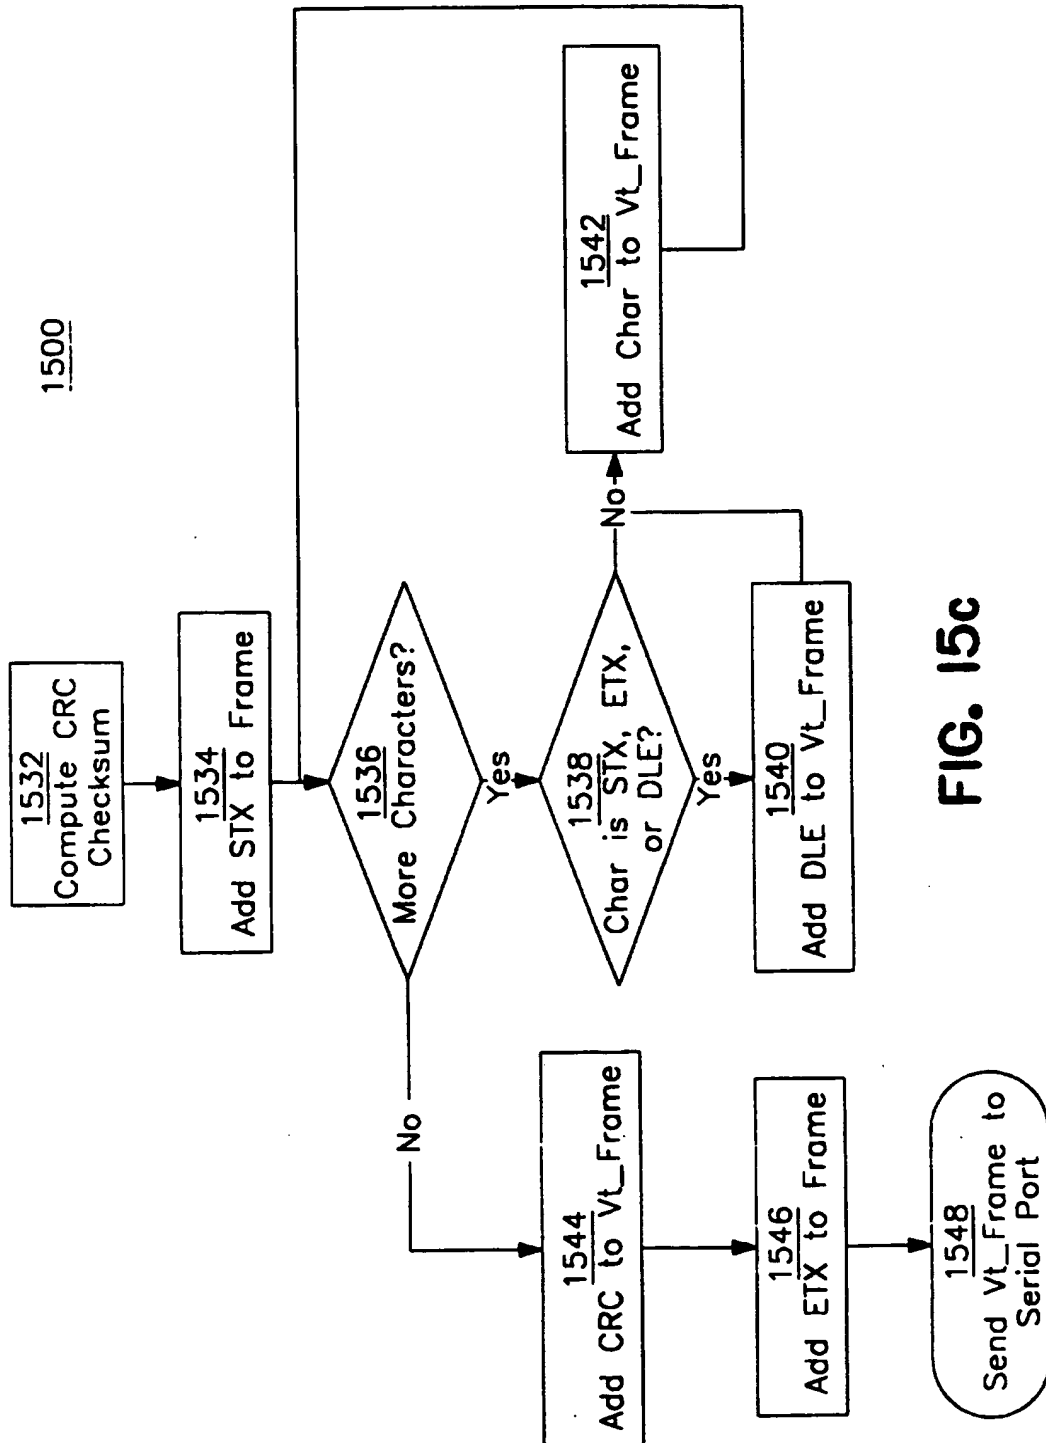 1500
1532
Compute CRC
Checksum
1534
Add STX to Frame
1536
More Characters?
Yes
No
1538
Char is STX, ETX,
or DLE?
No
Yes
1540
Add DLE to Vt_Frame
1542
Add Char to Vt_Frame
1544
Add CRC to Vt_Frame
1546
Add ETX to Frame
1548
Send Vt_Frame to
Serial Port
FIG. 15c